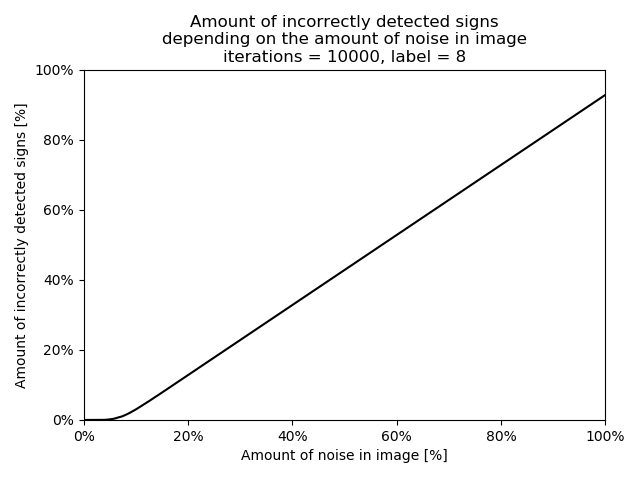 Amount of incorrectly detected signs
depending on the amount of noise in image
iterations = 10000, label = 8
100%
80%
60%
40%
20%
0%
Amount of incorrectly detected signs [%]
0% 20% 40% 60% 80% 100%
Amount of noise in image [%]